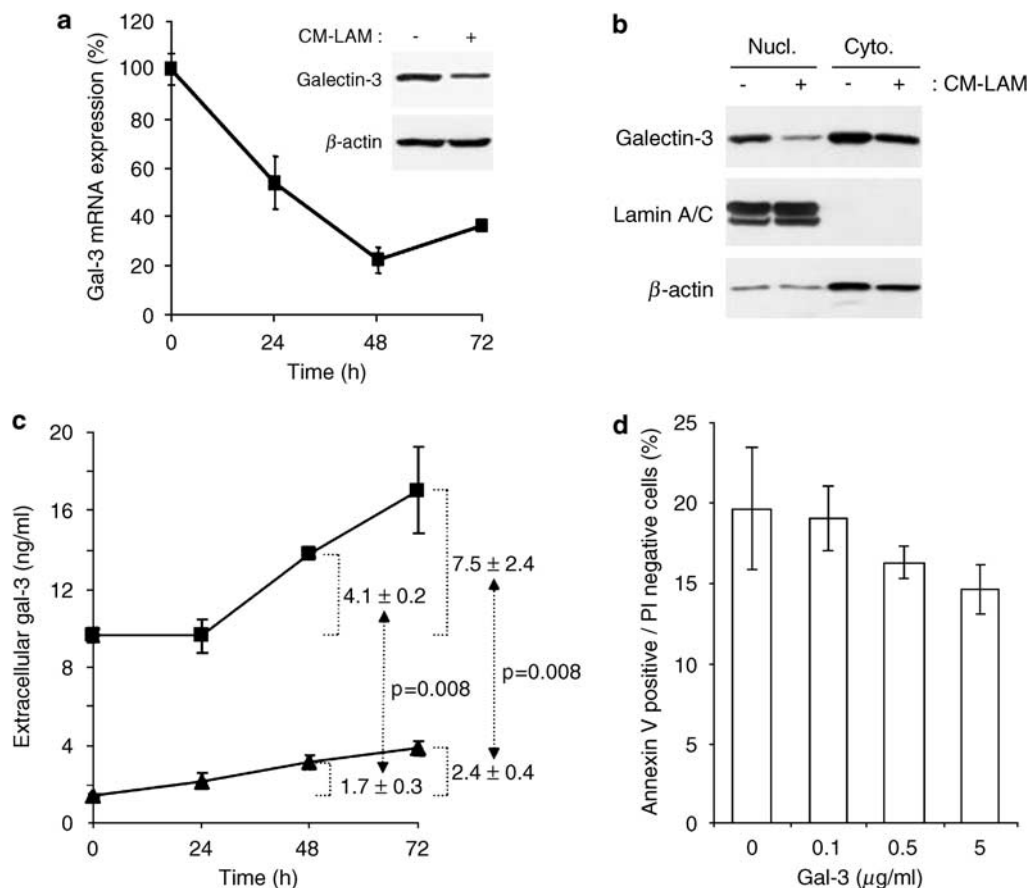 a
Gal-3 mRNA expression (%)
120
100
80
60
40
20
0
0 24 48 72
Time (h)
CM-LAM : - +
Galectin-3
β-actin
b
Nucl. Cyto.
- + - + : CM-LAM
Galectin-3
Lamin A/C
β-actin
c
Extracellular gal-3 (ng/ml)
20
16
12
8
4
0
0 24 48 72
Time (h)
4.1 ± 0.2
7.5 ± 2.4
p=0.008
p=0.008
1.7 ± 0.3
2.4 ± 0.4
d
Annexin V positive / PI negative cells (%)
25
20
15
10
5
0
0 0.1 0.5 5
Gal-3 (µg/ml)